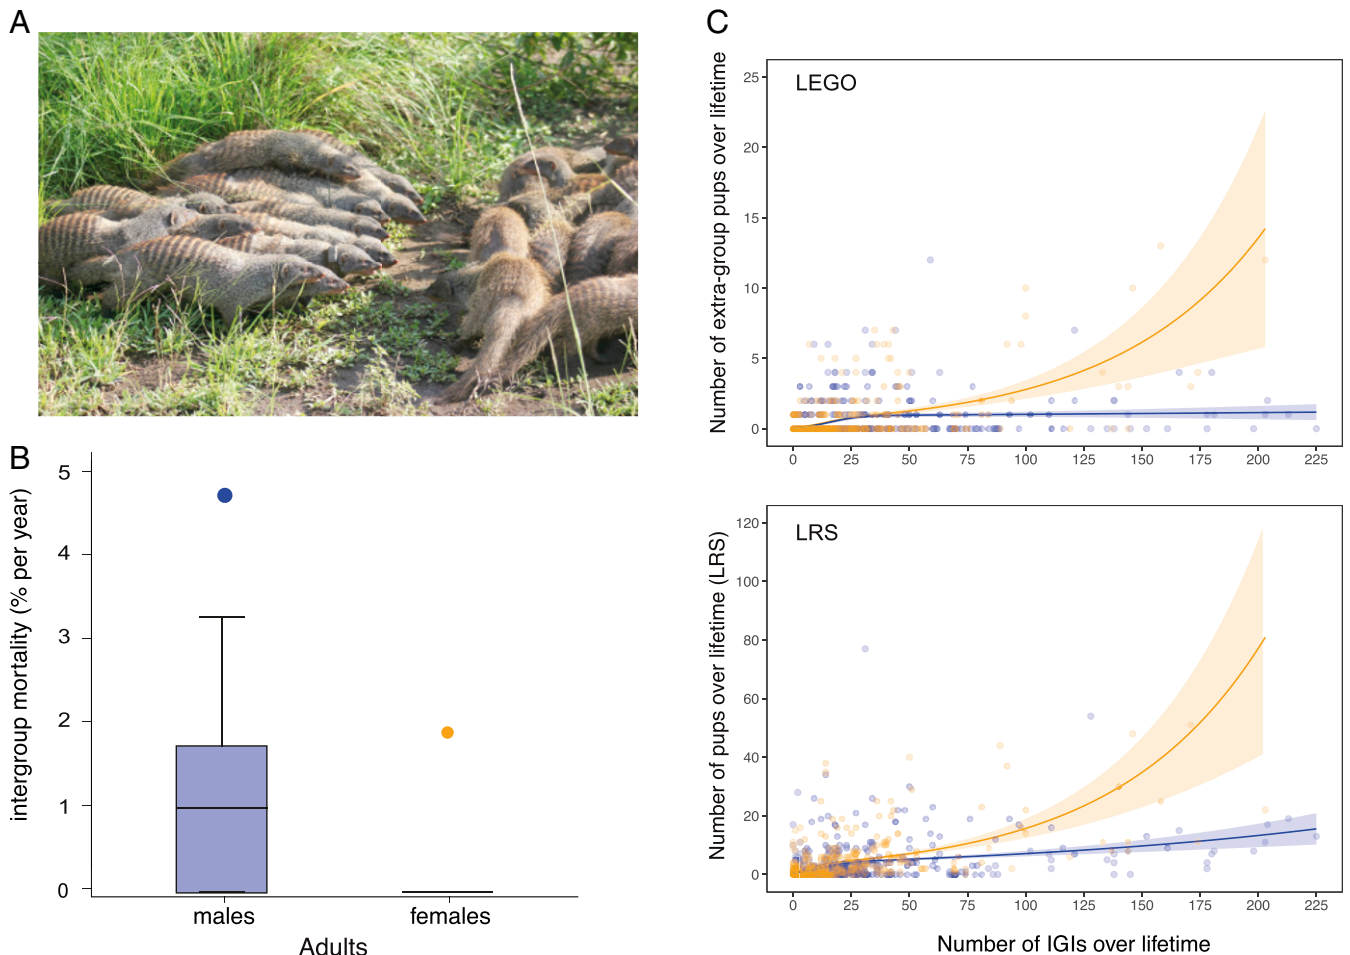 A
B
intergroup mortality (% per year)
5
4
3
2
1
0
males females
Adults
C
LEGO
Number of extra-group pups over lifetime
25
20
15
10
5
0
0 25 50 75 100 125 150 175 200 225
LRS
Number of pups over lifetime (LRS)
120
100
80
60
40
20
0
0 25 50 75 100 125 150 175 200 225
Number of IGIs over lifetime